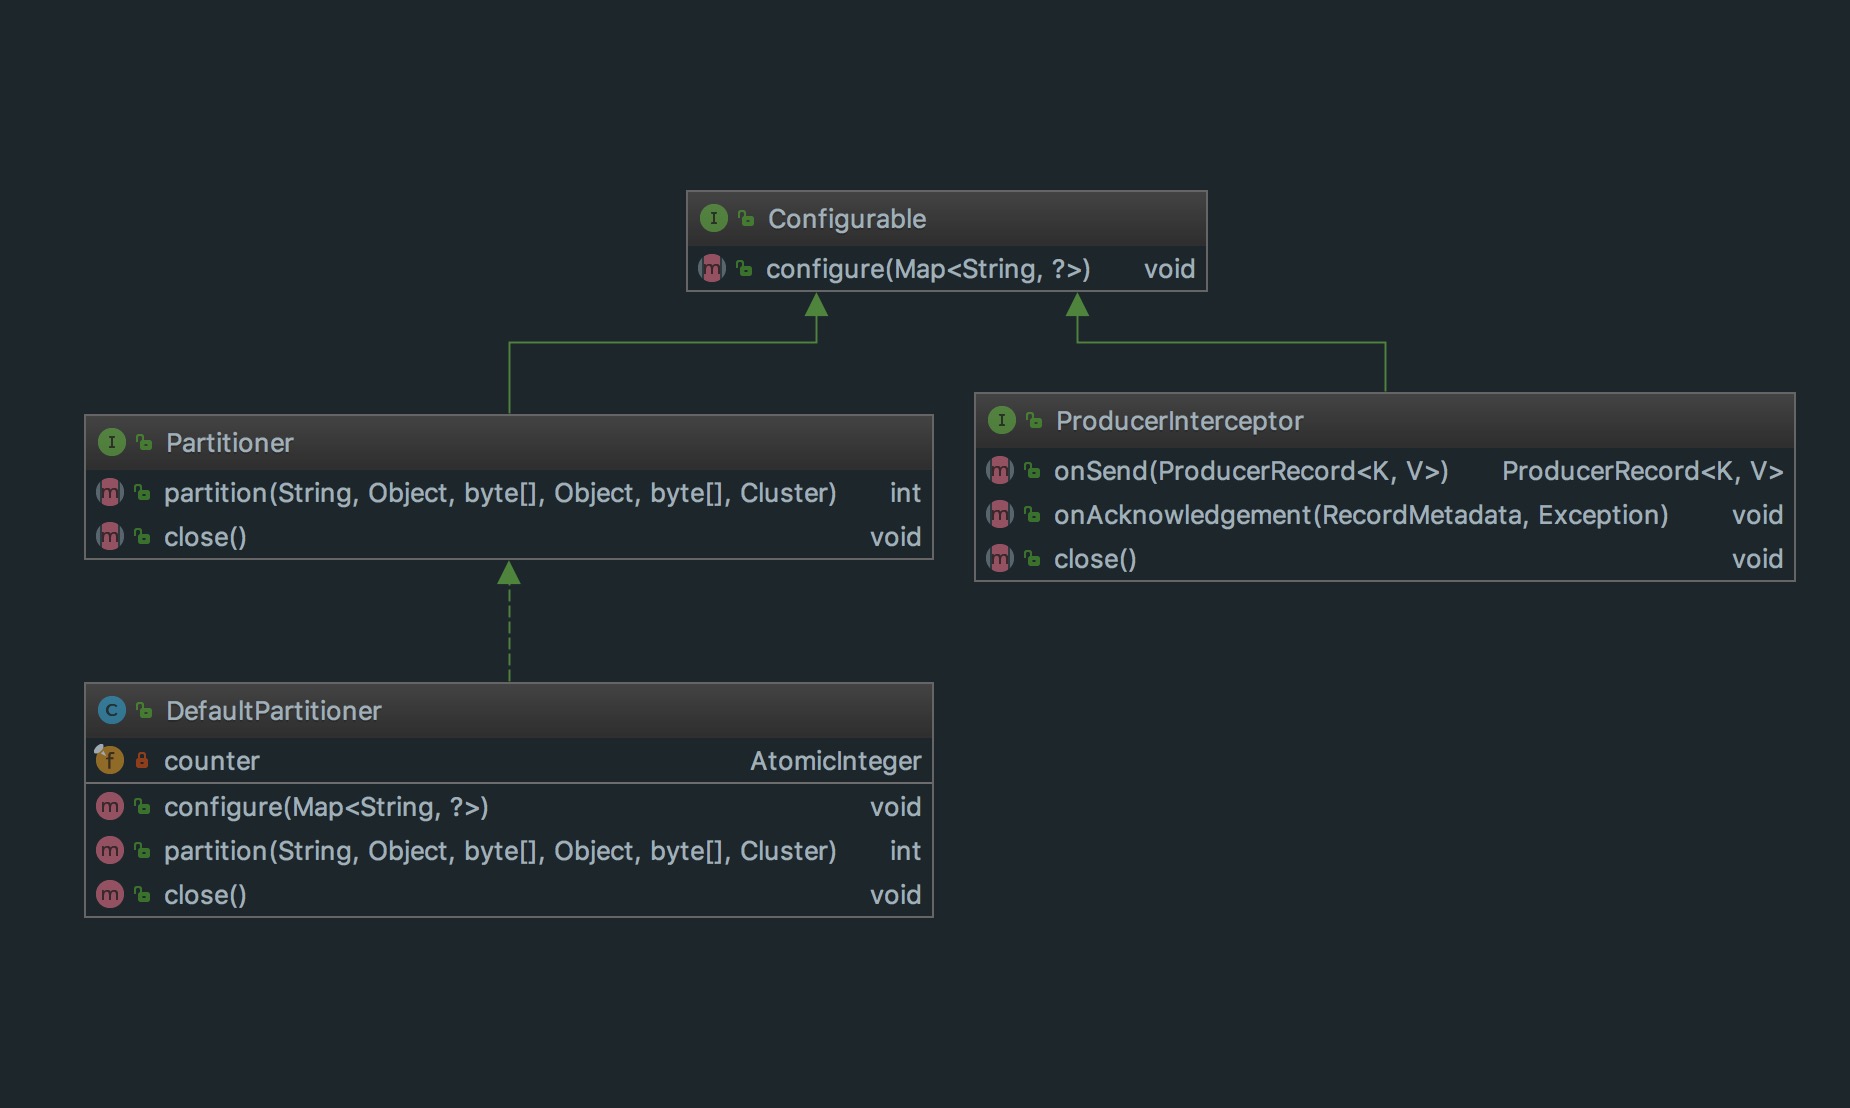 I Configurable
m configure(Map<String, ?>) void
I Partitioner
m partition(String, Object, byte[], Object, byte[], Cluster) int
m close() void
I ProducerInterceptor
m onSend(ProducerRecord<K, V>) ProducerRecord<K, V>
m onAcknowledgement(RecordMetadata, Exception) void
m close() void
C DefaultPartitioner
f counter AtomicInteger
m configure(Map<String, ?>) void
m partition(String, Object, byte[], Object, byte[], Cluster) int
m close() void